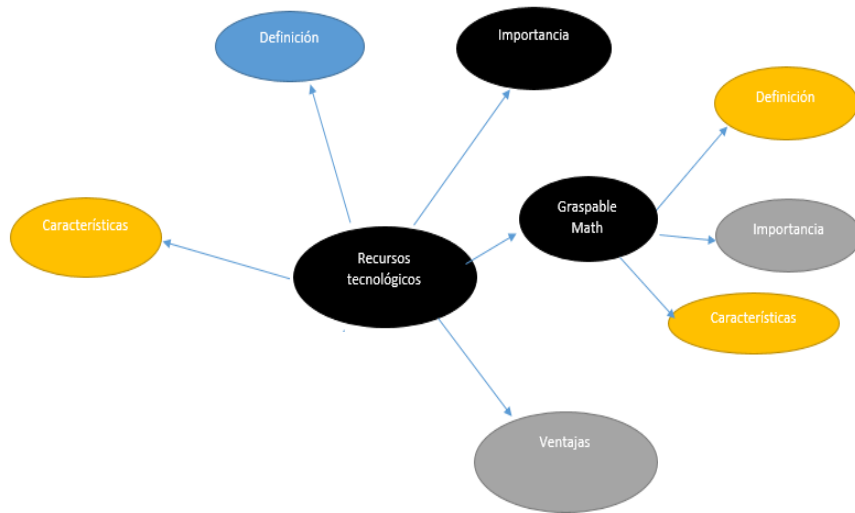 Definición
Importancia
Definición
Graspable
Math
Importancia
Características
Recursos
tecnológicos
Características
Ventajas